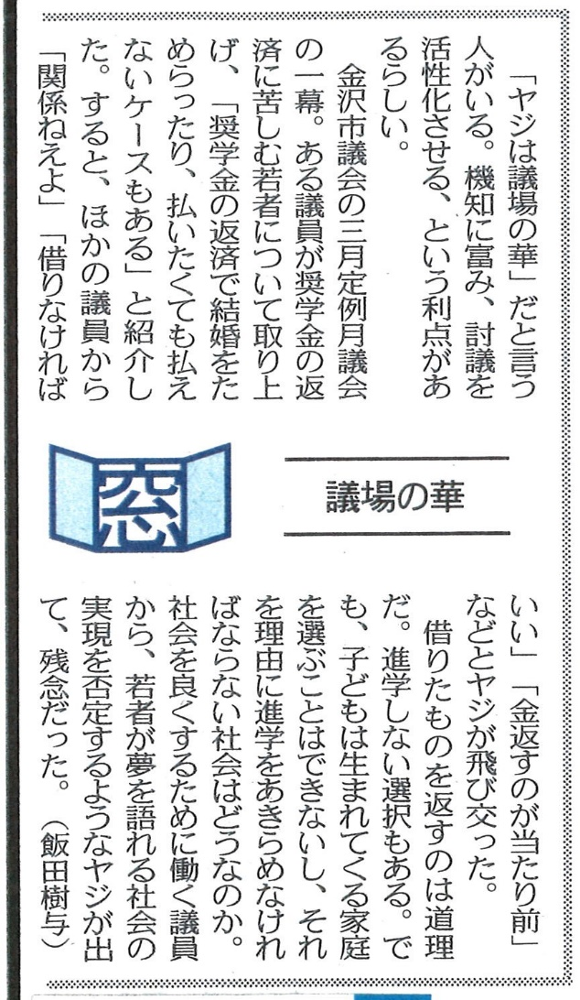 議場の華
窓
「ヤジは議場の華」だと言う
人がいる。機知に富み、討議を
活性化させる、という利点があ
るらしい。
金沢市議会の三月定例月議会
の一幕。ある議員が奨学金の返
済に苦しむ若者について取り上
げ、「奨学金の返済で結婚をた
めらったり、払いたくても払え
ないケースもある」と紹介し
た。すると、ほかの議員から
「関係ねえよ」「借りなければ
いい」「金返すのが当たり前」
などとヤジが飛び交った。
借りたものを返すのは道理
だ。進学しない選択もある。で
も、子どもは生まれてくる家庭
を選ぶことはできないし、それ
を理由に進学をあきらめなけれ
ばならない社会はどうなのか。
社会を良くするために働く議員
から、若者が夢を語れる社会の
実現を否定するようなヤジが出
て、残念だった。（飯田樹与）